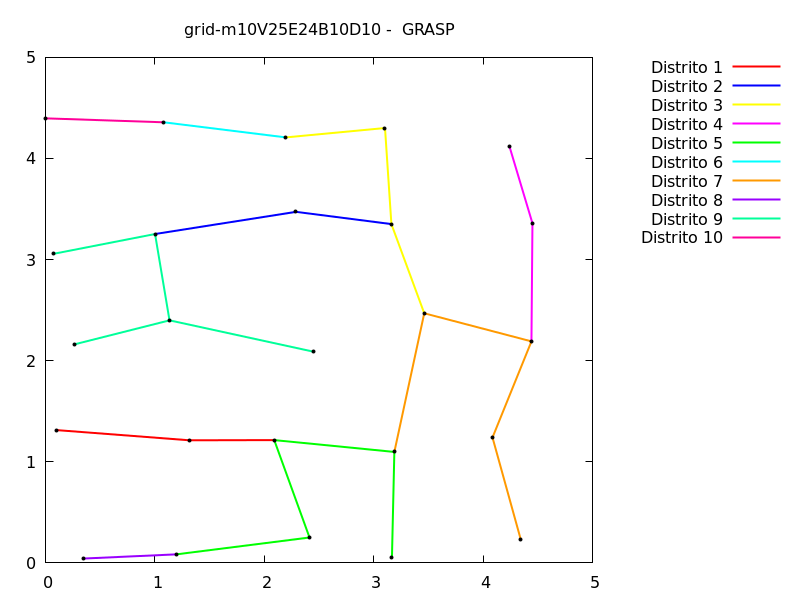 grid-m10V25E24B10D10 -  GRASP
Distrito 1
Distrito 2
Distrito 3
Distrito 4
Distrito 5
Distrito 6
Distrito 7
Distrito 8
Distrito 9
Distrito 10
5
4
3
2
1
0
0 1 2 3 4 5